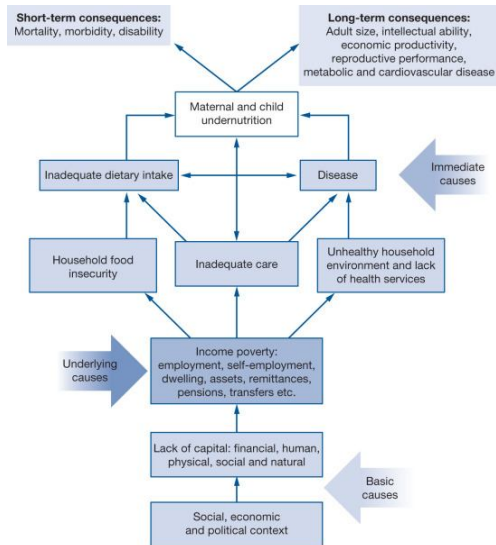 Short-term consequences:
Mortality, morbidity, disability
Long-term consequences:
Adult size, intellectual ability,
economic productivity,
reproductive performance,
metabolic and cardiovascular disease
Maternal and child
undernutrition
Inadequate dietary intake
Disease
Immediate
causes
Household food
insecurity
Inadequate care
Unhealthy household
environment and lack
of health services
Underlying
causes
Income poverty:
employment, self-employment,
dwelling, assets, remittances,
pensions, transfers etc.
Lack of capital: financial, human,
physical, social and natural
Basic
causes
Social, economic
and political context